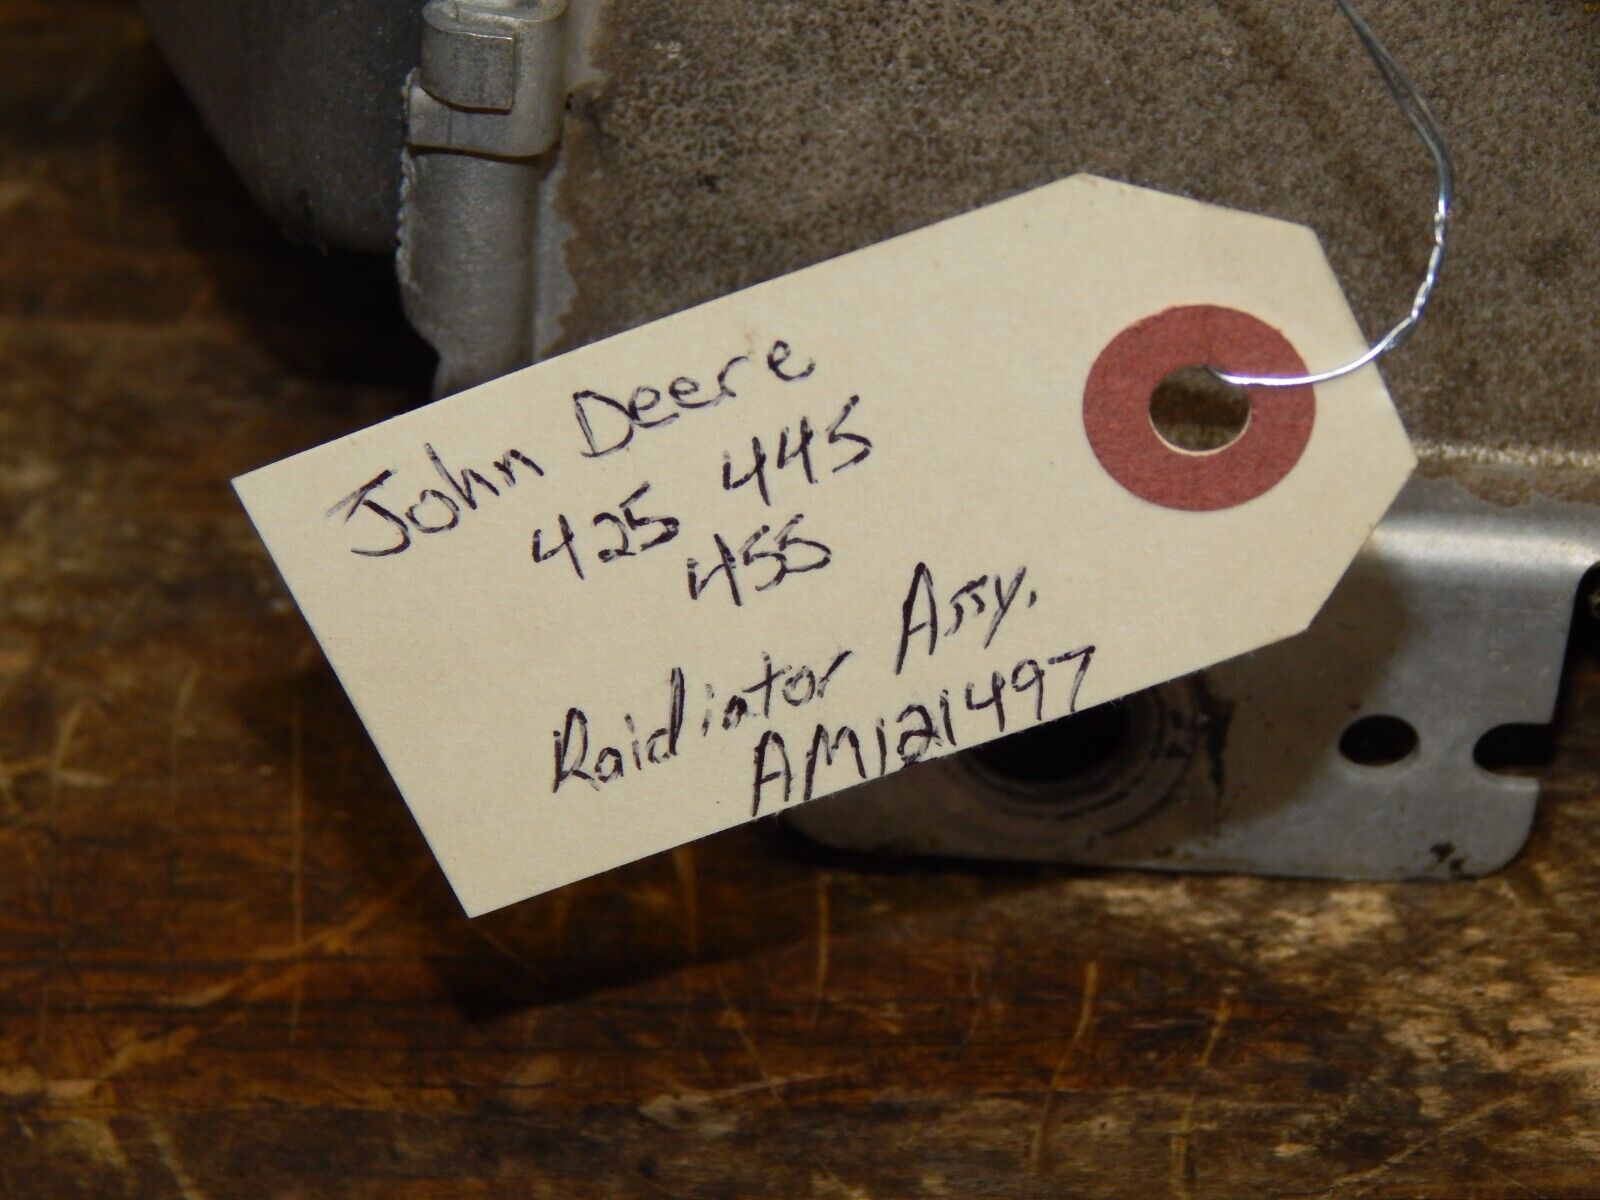 John Deere
425 445
455
Raidiator Assy.
AM121497